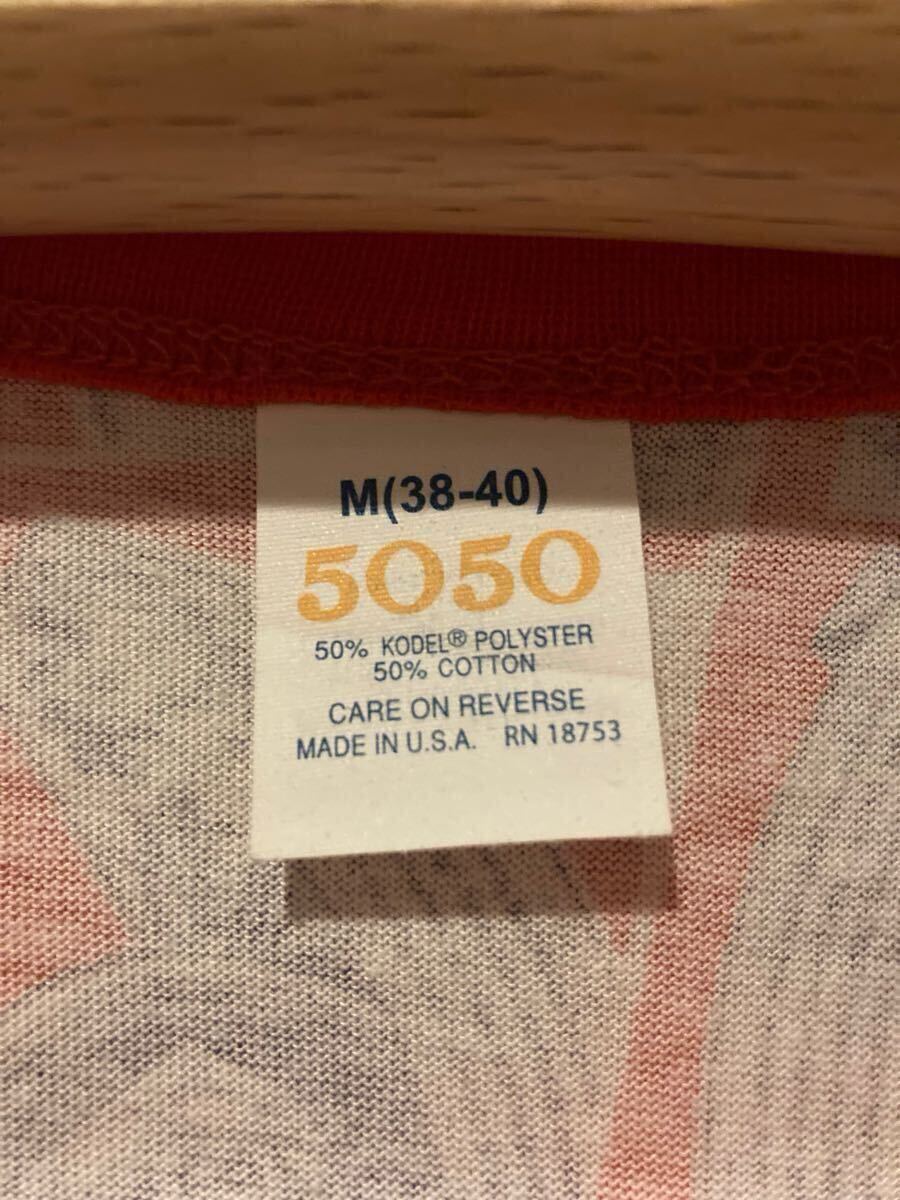 M(38-40)
5050
50% KODEL® POLYSTER
50% COTTON
CARE ON REVERSE
MADE IN U.S.A. RN 18753